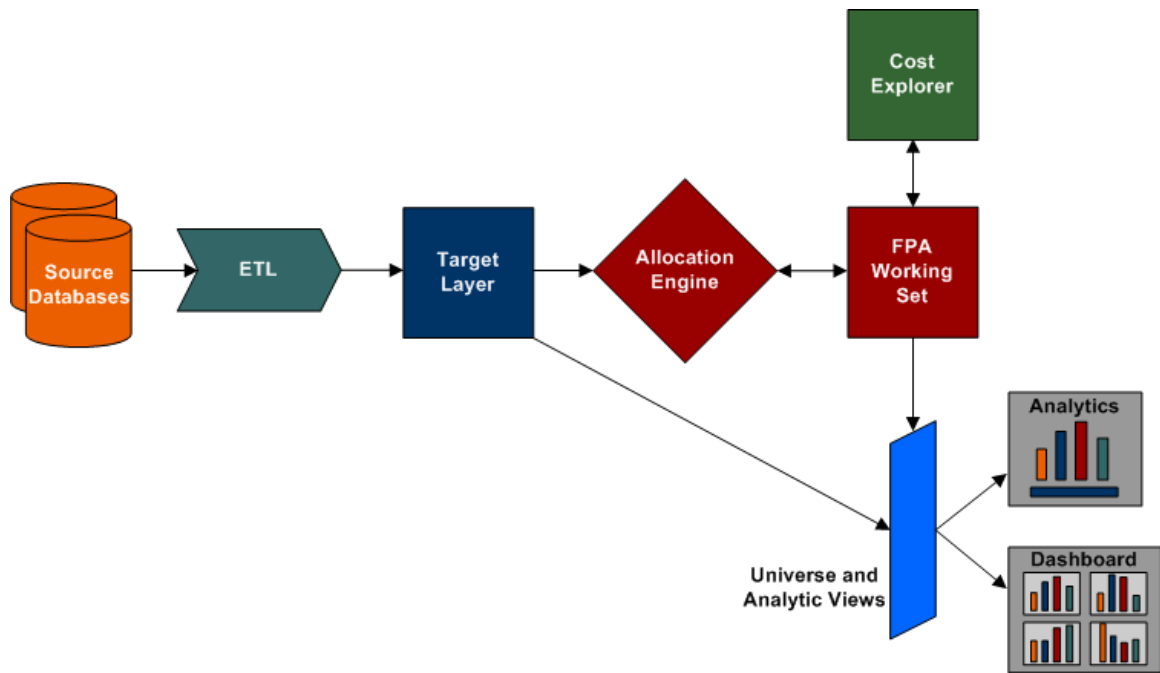 Cost
Explorer
Source
Databases
ETL
Target
Layer
Allocation
Engine
FPA
Working
Set
Analytics
Universe and
Analytic Views
Dashboard